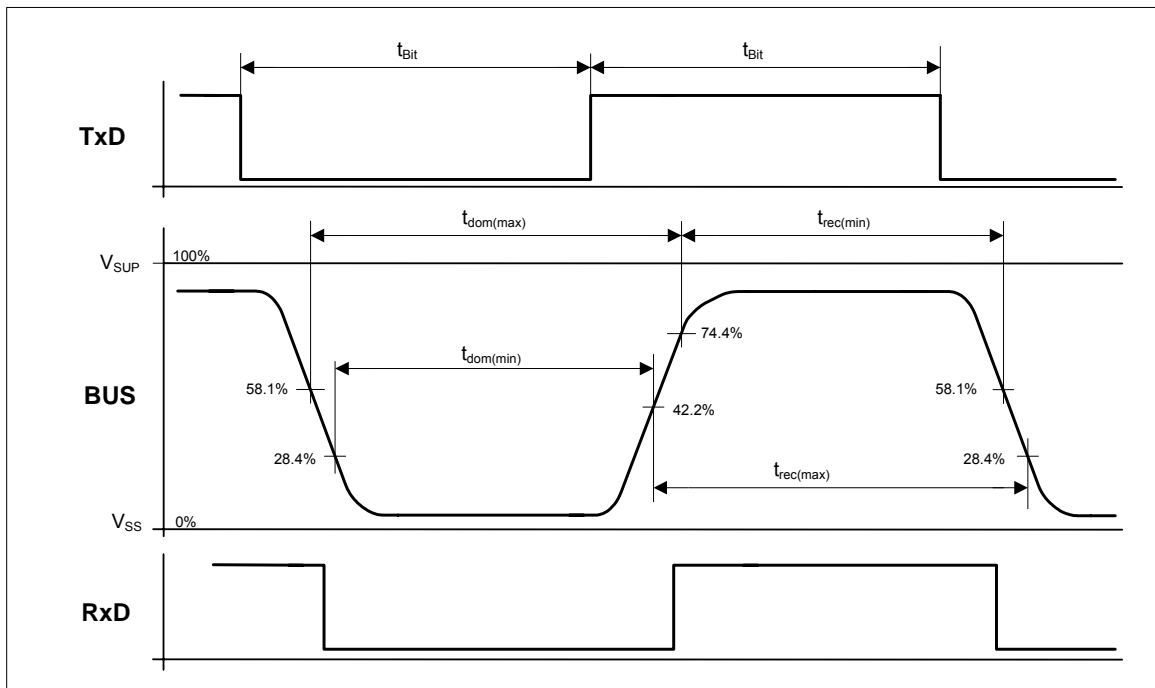 t_Bit t_Bit
TxD
t_dom(max) t_rec(min)
V_SUP 100%
74.4%
t_dom(min)
58.1% 58.1%
BUS
42.2%
28.4% 28.4%
t_rec(max)
V_SS 0%
RxD